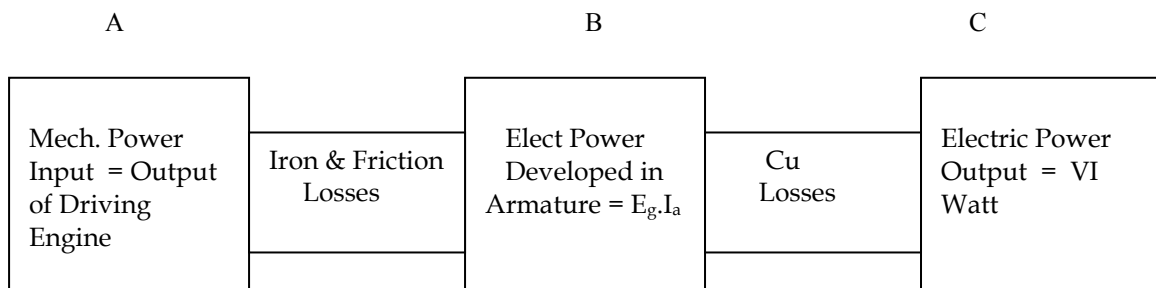 A B C
Mech. Power
Input = Output
of Driving
Engine
Iron & Friction
Losses
Elect Power
Developed in
Armature = Eg.Ia
Cu
Losses
Electric Power
Output = VI
Watt